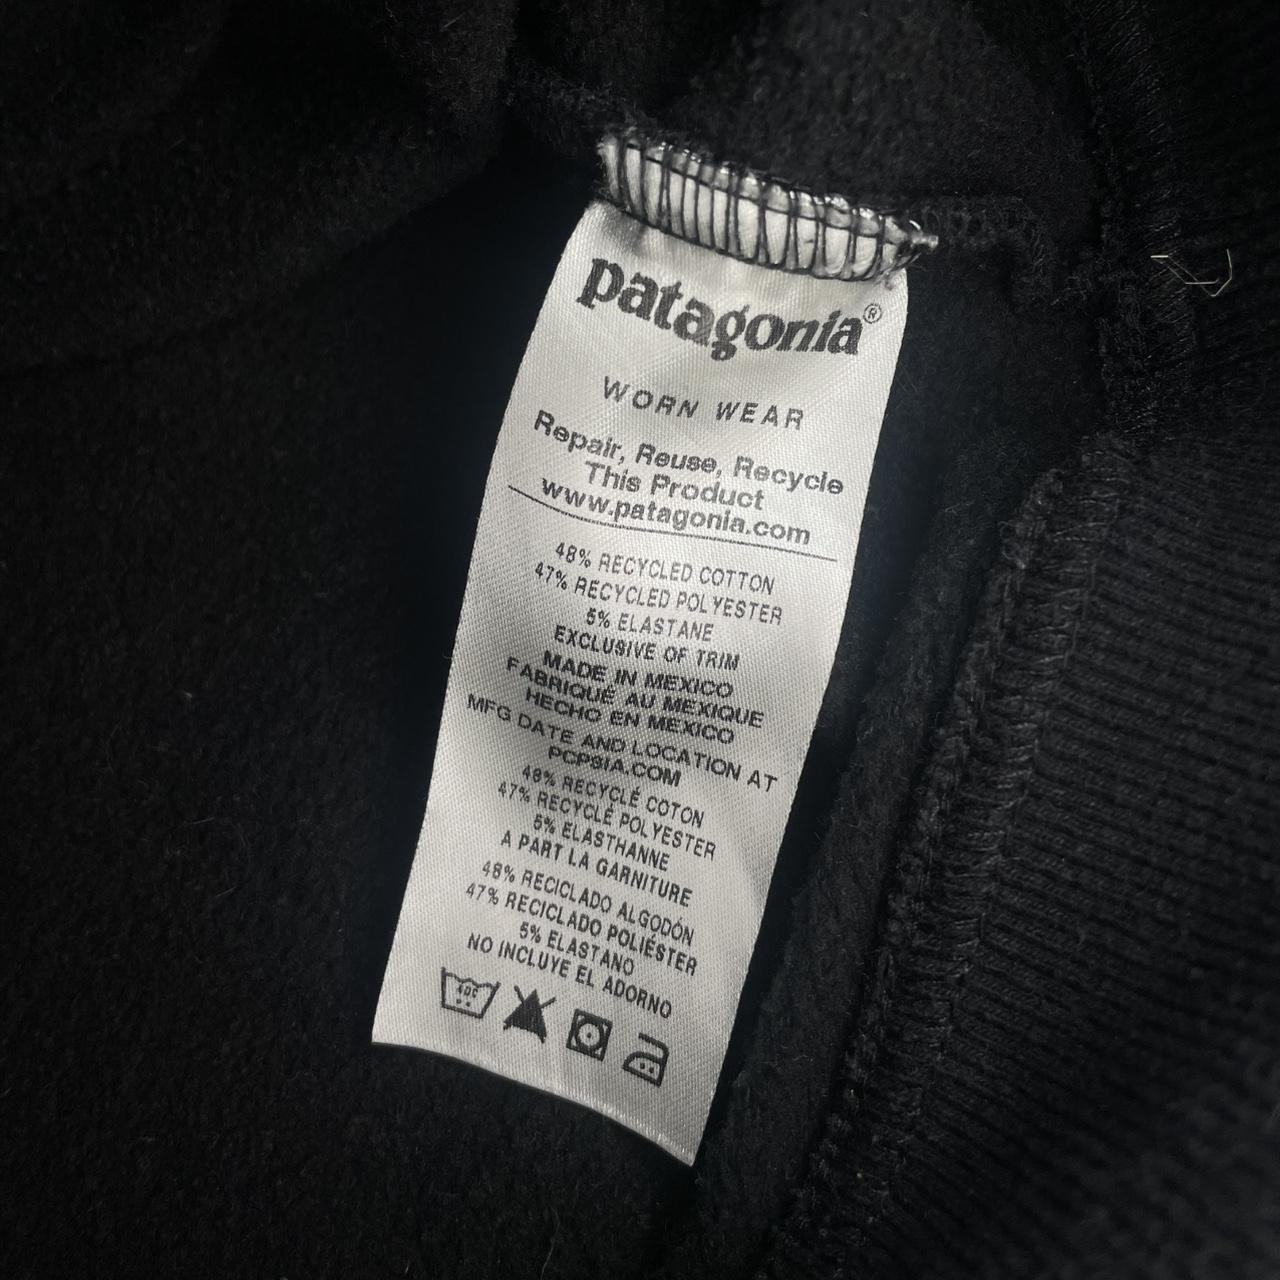 patagonia®
WORN WEAR
Repair, Reuse, Recycle
This Product
www.patagonia.com
48% RECYCLED COTTON
47% RECYCLED POLYESTER
5% ELASTANE
EXCLUSIVE OF TRIM
MADE IN MEXICO
FABRIQUÉ AU MEXIQUE
HECHO EN MEXICO
MFG DATE AND LOCATION AT
PCPSIA.COM
48% RECYCLÉ COTON
47% RECYCLÉ POLYESTER
5% ELASTHANNE
A PART LA GARNITURE
48% RECICLADO ALGODÓN
47% RECICLADO POLIÉSTER
5% ELASTANO
NO INCLUYE EL ADORNO